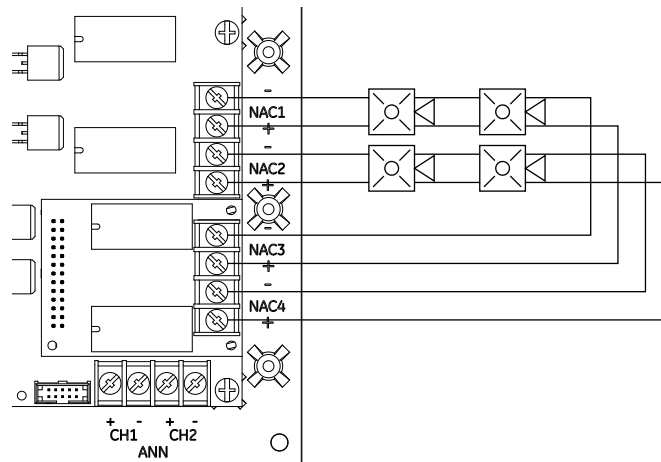 -
NAC1
+
-
NAC2
+
-
NAC3
+
-
NAC4
+
+ - + -
CH1 CH2
ANN